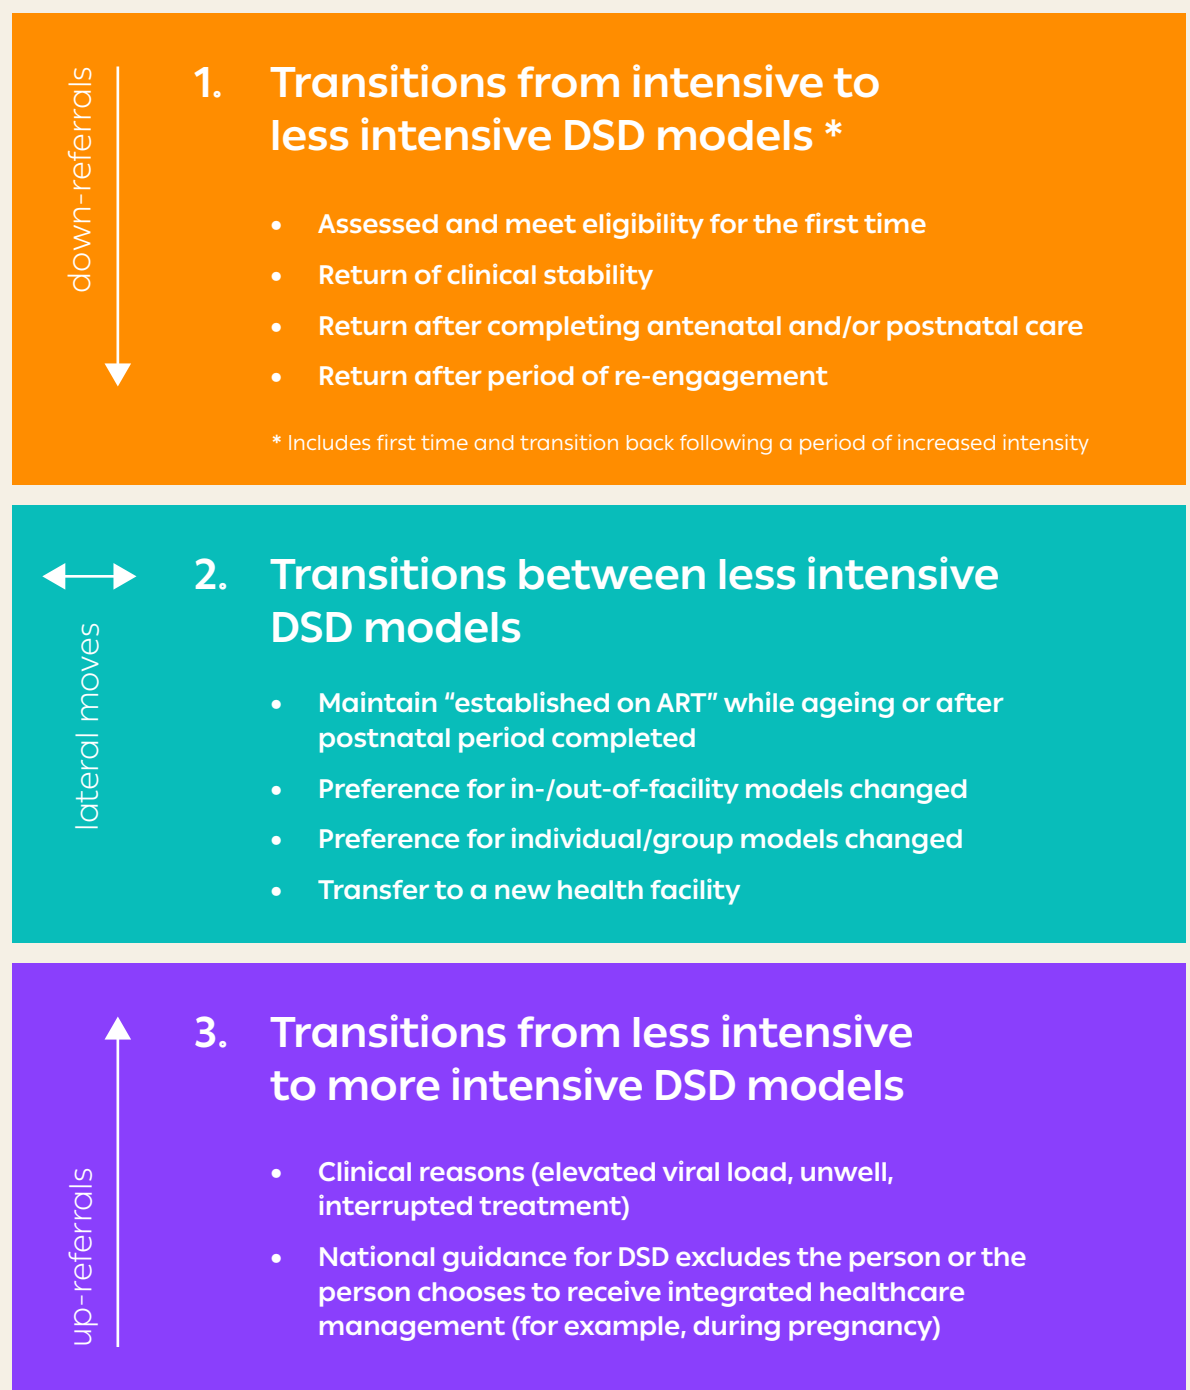 down-referrals
1. Transitions from intensive to
less intensive DSD models *
• Assessed and meet eligibility for the first time
• Return of clinical stability
• Return after completing antenatal and/or postnatal care
• Return after period of re-engagement
* Includes first time and transition back following a period of increased intensity
lateral moves
2. Transitions between less intensive
DSD models
• Maintain “established on ART” while ageing or after
postnatal period completed
• Preference for in-/out-of-facility models changed
• Preference for individual/group models changed
• Transfer to a new health facility
up-referrals
3. Transitions from less intensive
to more intensive DSD models
• Clinical reasons (elevated viral load, unwell,
interrupted treatment)
• National guidance for DSD excludes the person or the
person chooses to receive integrated healthcare
management (for example, during pregnancy)